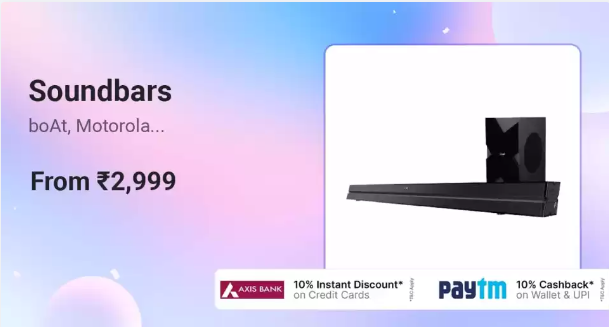 Soundbars
boAt, Motorola...
From ₹2,999
AXIS BANK
10% Instant Discount*
on Credit Cards
*T&C Apply
paytm
10% Cashback*
on Wallet & UPI
*T&C Apply